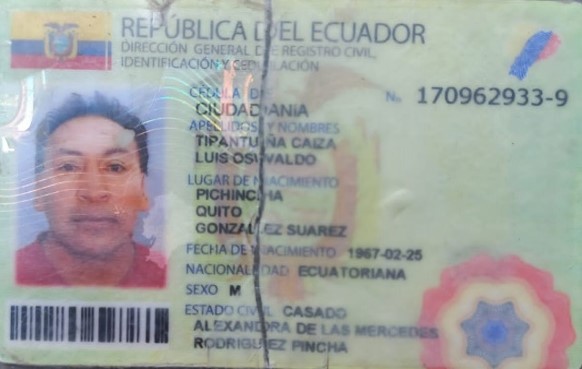 REPÚBLICA DEL ECUADOR
DIRECCIÓN GENERAL DE REGISTRO CIVIL,
IDENTIFICACIÓN Y CEDULACIÓN
CÉDULA DE No. 170962933-9
CIUDADANIA
APELLIDOS Y NOMBRES
TIPANTUÑA CAIZA
LUIS OSWALDO
LUGAR DE NACIMIENTO
PICHINCHA
QUITO
GONZALEZ SUAREZ
FECHA DE NACIMIENTO 1967-02-25
NACIONALIDAD ECUATORIANA
SEXO M
ESTADO CIVIL CASADO
ALEXANDRA DE LAS MERCEDES
RODRIGUEZ PINCHA